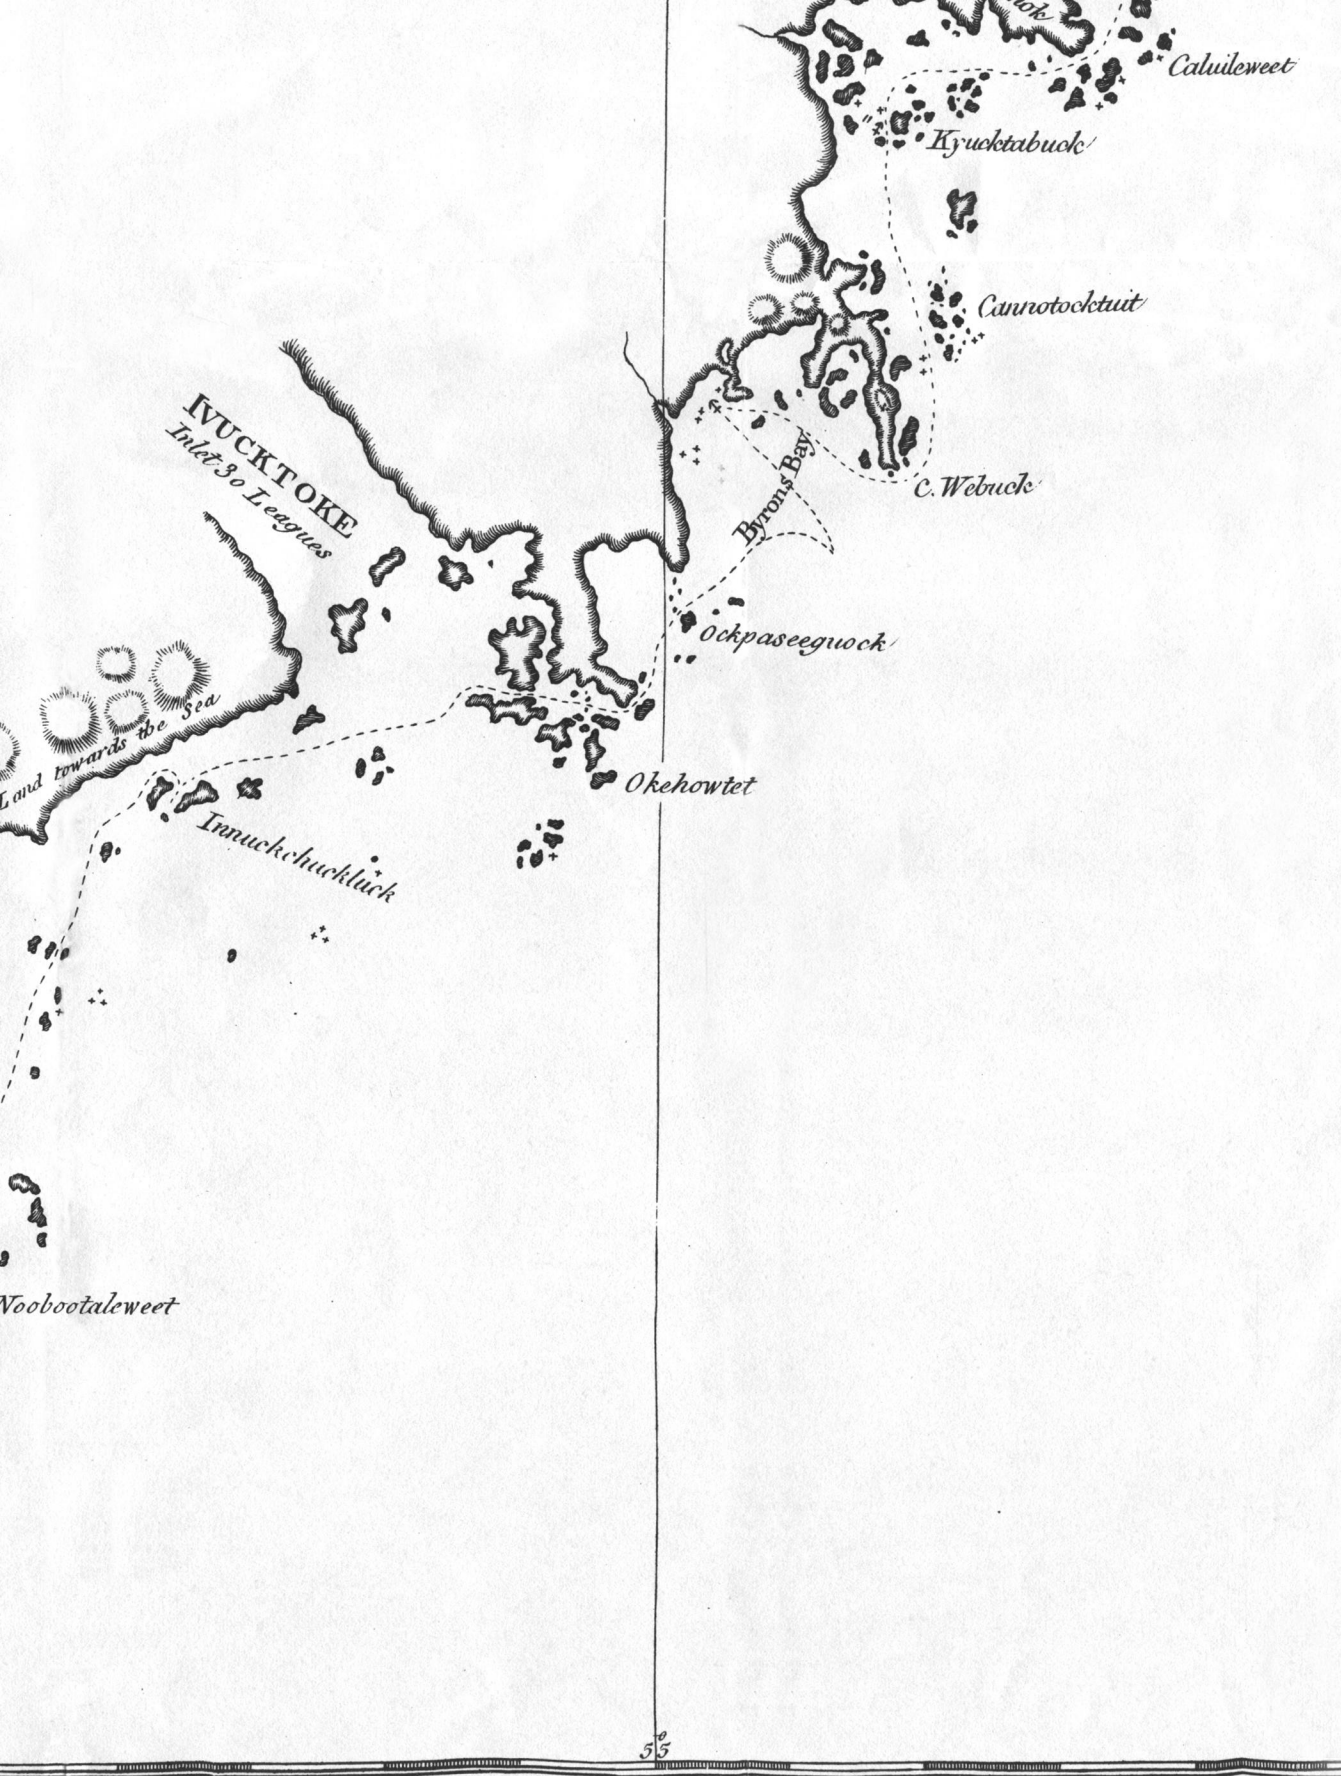 Caluileweet
Kyucktabuck
Cannotocktuit
IVUCKTOKE
Inlet 30 Leagues
Byrons Bay
C. Webuck
Ockpaseeguock
Land towards the Sea
Okehowtet
Innuckchuckluck
Noobootaleweet
55°